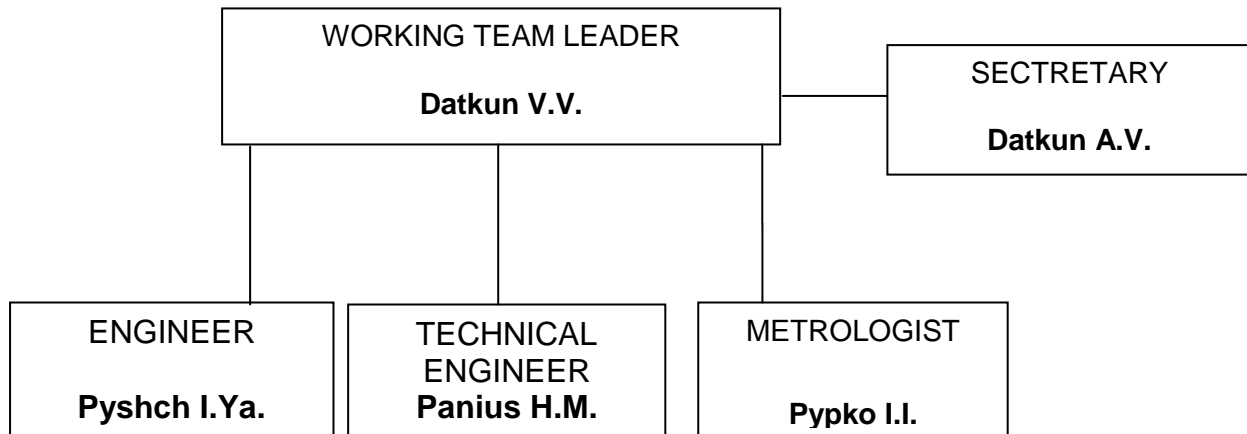 WORKING TEAM LEADER
Datkun V.V.
SECTRETARY
Datkun A.V.
ENGINEER
Pyshch I.Ya.
TECHNICAL
ENGINEER
Panius H.M.
METROLOGIST
Pypko I.I.